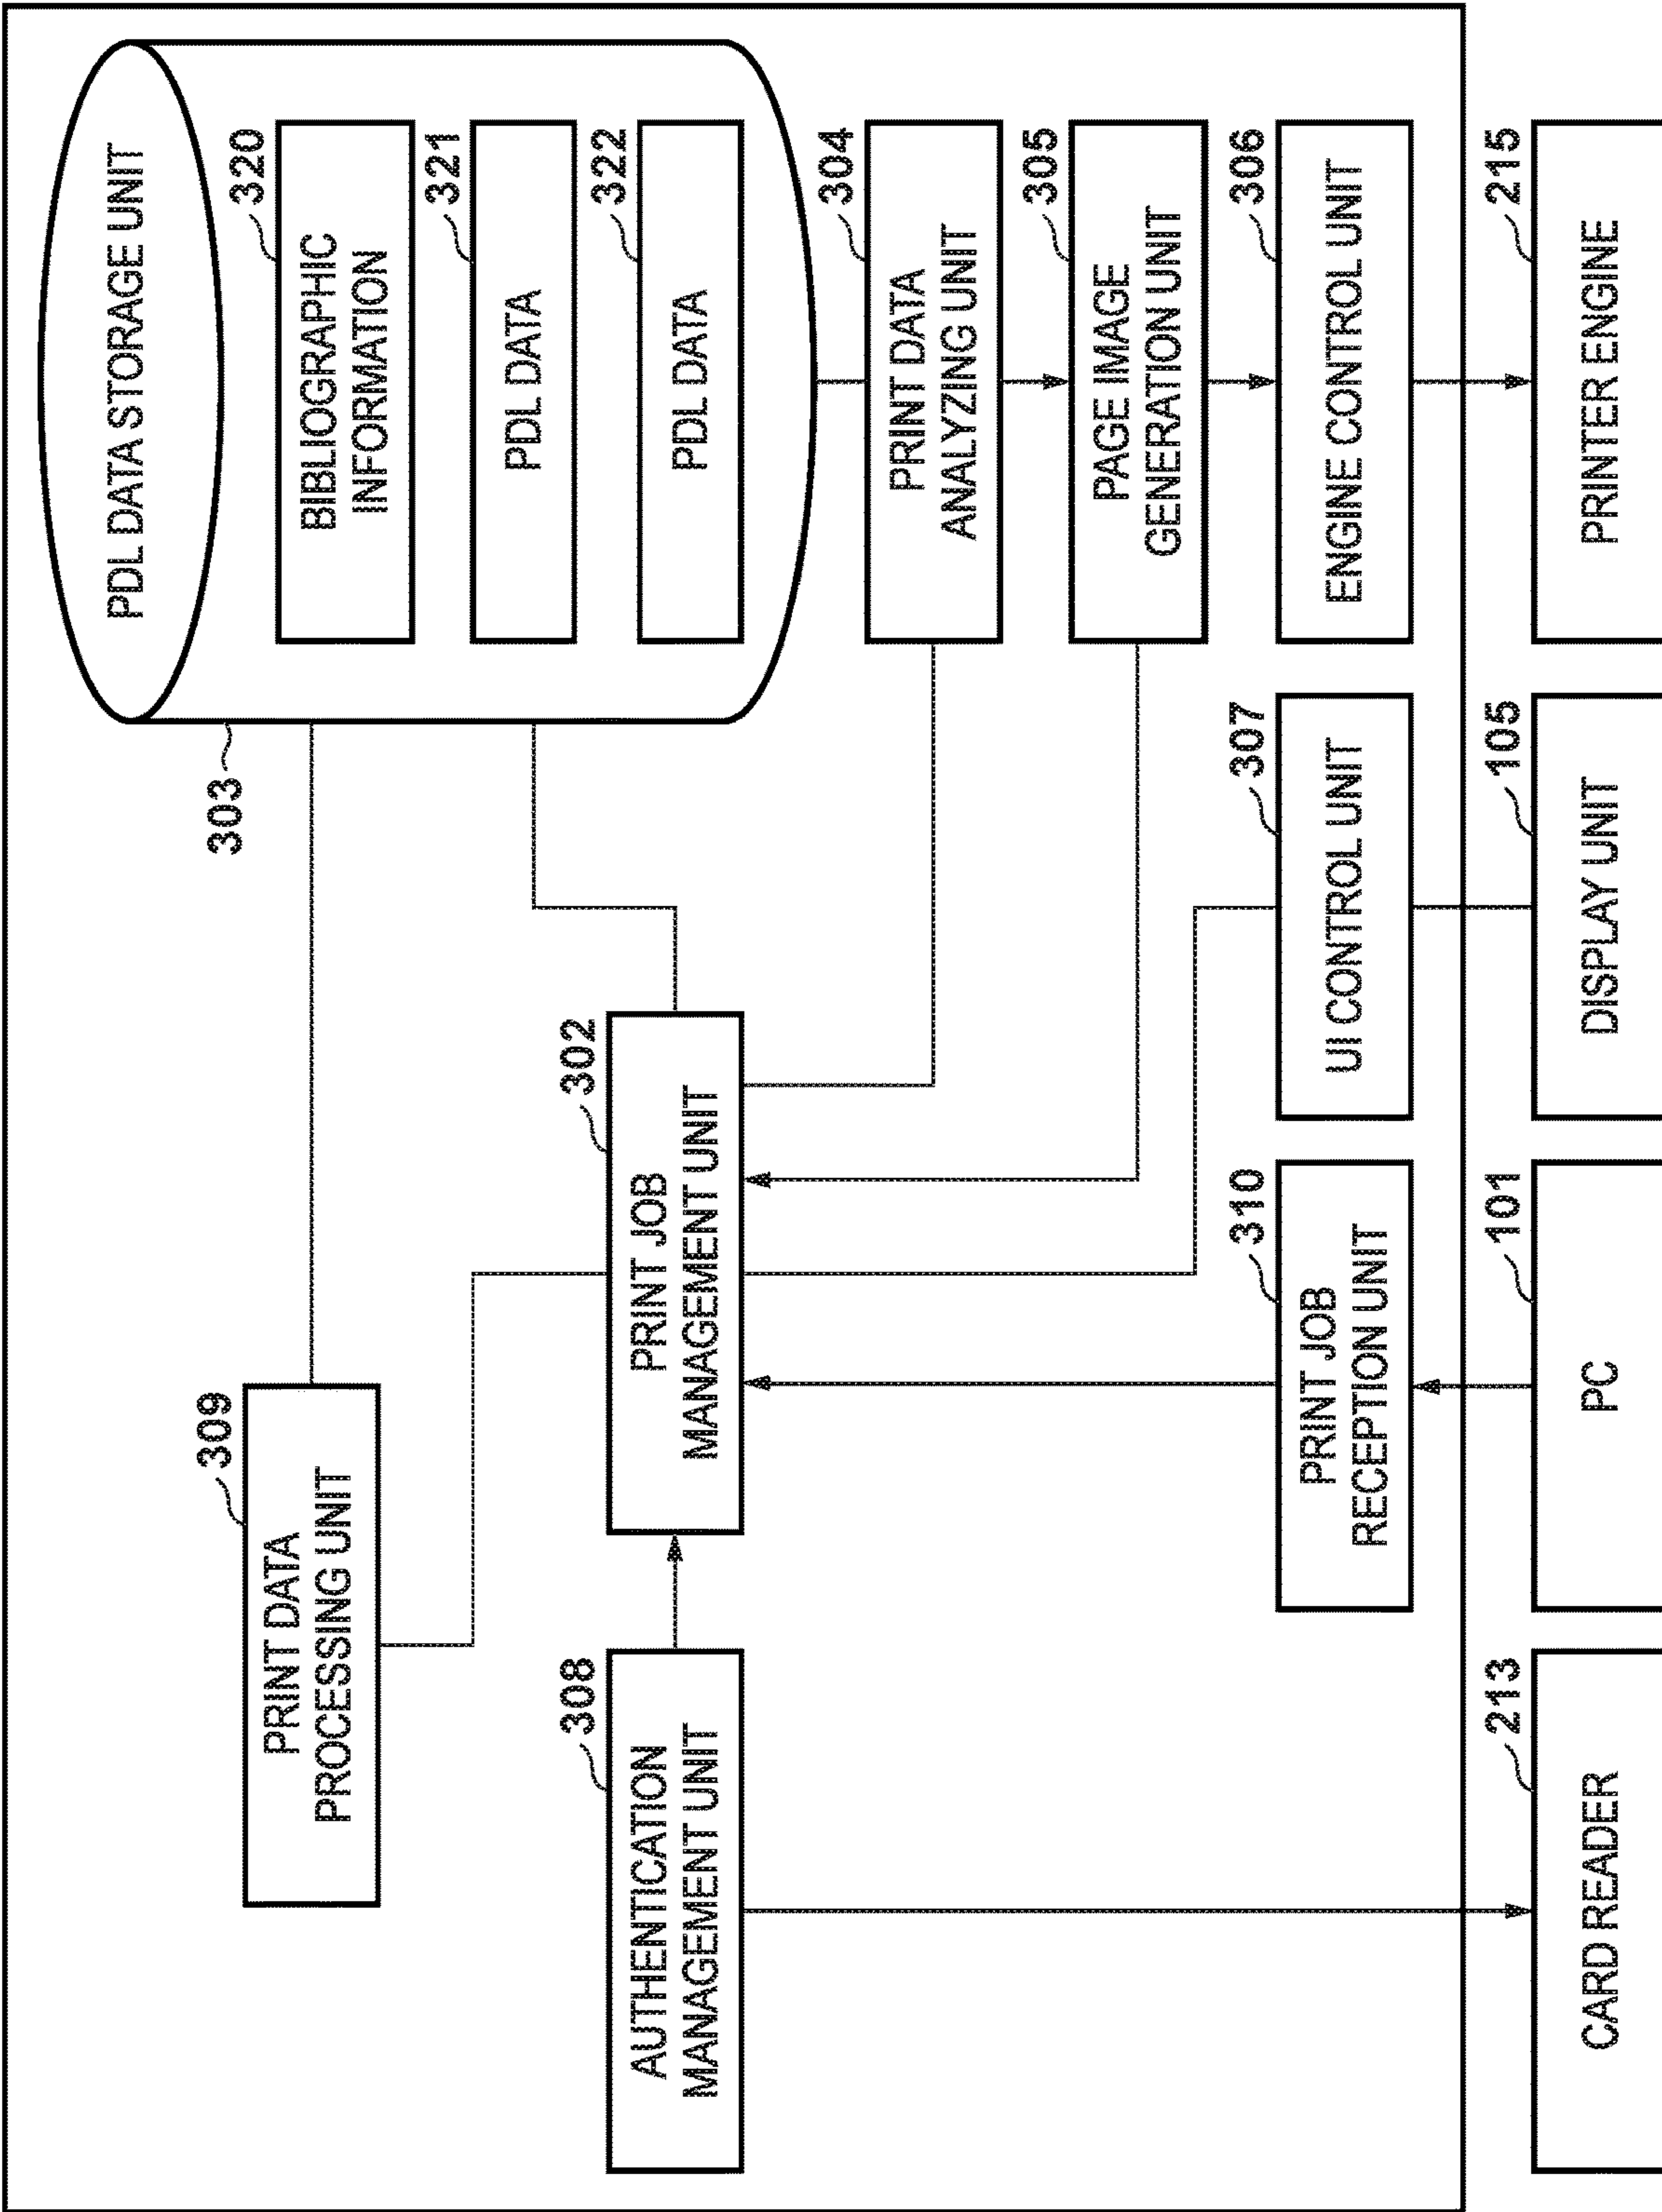 PDL DATA STORAGE UNIT
303
320
BIBLIOGRAPHIC
INFORMATION
321
PDL DATA
322
PDL DATA
309
PRINT DATA
PROCESSING UNIT
308
AUTHENTICATION
MANAGEMENT UNIT
302
PRINT JOB
MANAGEMENT UNIT
304
PRINT DATA
ANALYZING UNIT
305
PAGE IMAGE
GENERATION UNIT
310
PRINT JOB
RECEPTION UNIT
307
UI CONTROL UNIT
306
ENGINE CONTROL UNIT
213
CARD READER
101
PC
105
DISPLAY UNIT
215
PRINTER ENGINE